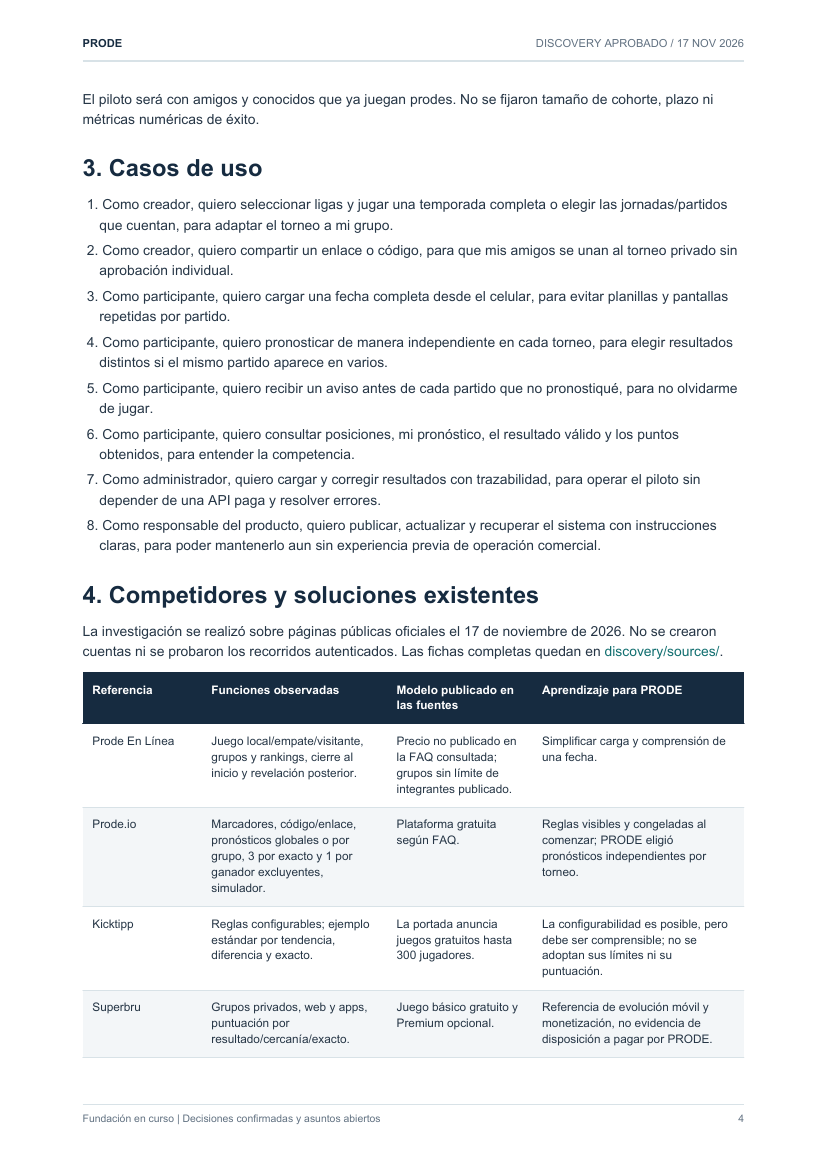 PRODE
DISCOVERY APROBADO / 17 NOV 2026
El piloto será con amigos y conocidos que ya juegan prodes. No se fijaron tamaño de cohorte, plazo ni
métricas numéricas de éxito.
3. Casos de uso
1. Como creador, quiero seleccionar ligas y jugar una temporada completa o elegir las jornadas/partidos
que cuentan, para adaptar el torneo a mi grupo.
2. Como creador, quiero compartir un enlace o código, para que mis amigos se unan al torneo privado sin
aprobación individual.
3. Como participante, quiero cargar una fecha completa desde el celular, para evitar planillas y pantallas
repetidas por partido.
4. Como participante, quiero pronosticar de manera independiente en cada torneo, para elegir resultados
distintos si el mismo partido aparece en varios.
5. Como participante, quiero recibir un aviso antes de cada partido que no pronostiqué, para no olvidarme
de jugar.
6. Como participante, quiero consultar posiciones, mi pronóstico, el resultado válido y los puntos
obtenidos, para entender la competencia.
7. Como administrador, quiero cargar y corregir resultados con trazabilidad, para operar el piloto sin
depender de una API paga y resolver errores.
8. Como responsable del producto, quiero publicar, actualizar y recuperar el sistema con instrucciones
claras, para poder mantenerlo aun sin experiencia previa de operación comercial.
4. Competidores y soluciones existentes
La investigación se realizó sobre páginas públicas oficiales el 17 de noviembre de 2026. No se crearon
cuentas ni se probaron los recorridos autenticados. Las fichas completas quedan en discovery/sources/.
Referencia
Funciones observadas
Modelo publicado en
las fuentes
Aprendizaje para PRODE
Prode En Línea
Juego local/empate/visitante,
grupos y rankings, cierre al
inicio y revelación posterior.
Precio no publicado en
la FAQ consultada;
grupos sin límite de
integrantes publicado.
Simplificar carga y comprensión de
una fecha.
Prode.io
Marcadores, código/enlace,
pronósticos globales o por
grupo, 3 por exacto y 1 por
ganador excluyentes,
simulador.
Plataforma gratuita
según FAQ.
Reglas visibles y congeladas al
comenzar; PRODE eligió
pronósticos independientes por
torneo.
Kicktipp
Reglas configurables; ejemplo
estándar por tendencia,
diferencia y exacto.
La portada anuncia
juegos gratuitos hasta
300 jugadores.
La configurabilidad es posible, pero
debe ser comprensible; no se
adoptan sus límites ni su
puntuación.
Superbru
Grupos privados, web y apps,
puntuación por
resultado/cercanía/exacto.
Juego básico gratuito y
Premium opcional.
Referencia de evolución móvil y
monetización, no evidencia de
disposición a pagar por PRODE.
Fundación en curso | Decisiones confirmadas y asuntos abiertos
4